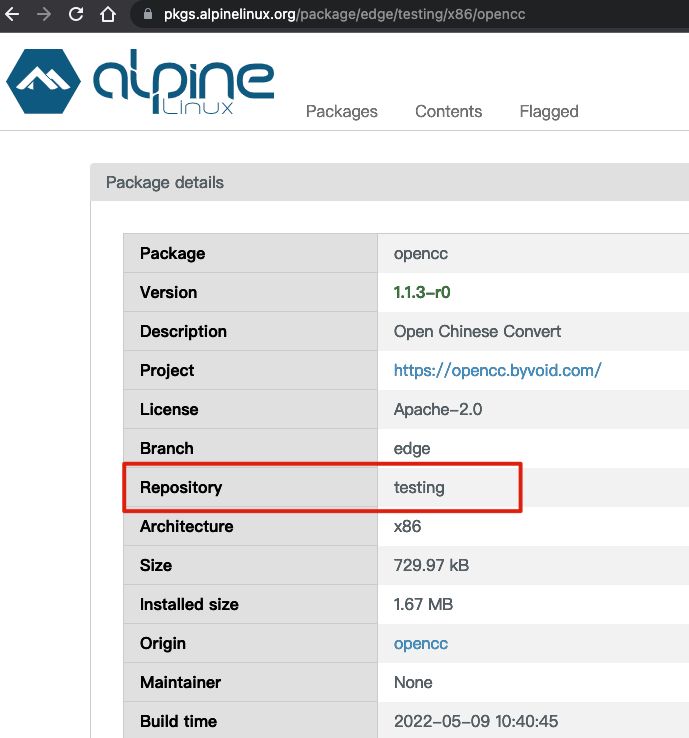 pkgs.alpinelinux.org/package/edge/testing/x86/opencc
alpine
Linux
Packages Contents Flagged
Package details
Package opencc
Version 1.1.3-r0
Description Open Chinese Convert
Project https://opencc.byvoid.com/
License Apache-2.0
Branch edge
Repository testing
Architecture x86
Size 729.97 kB
Installed size 1.67 MB
Origin opencc
Maintainer None
Build time 2022-05-09 10:40:45